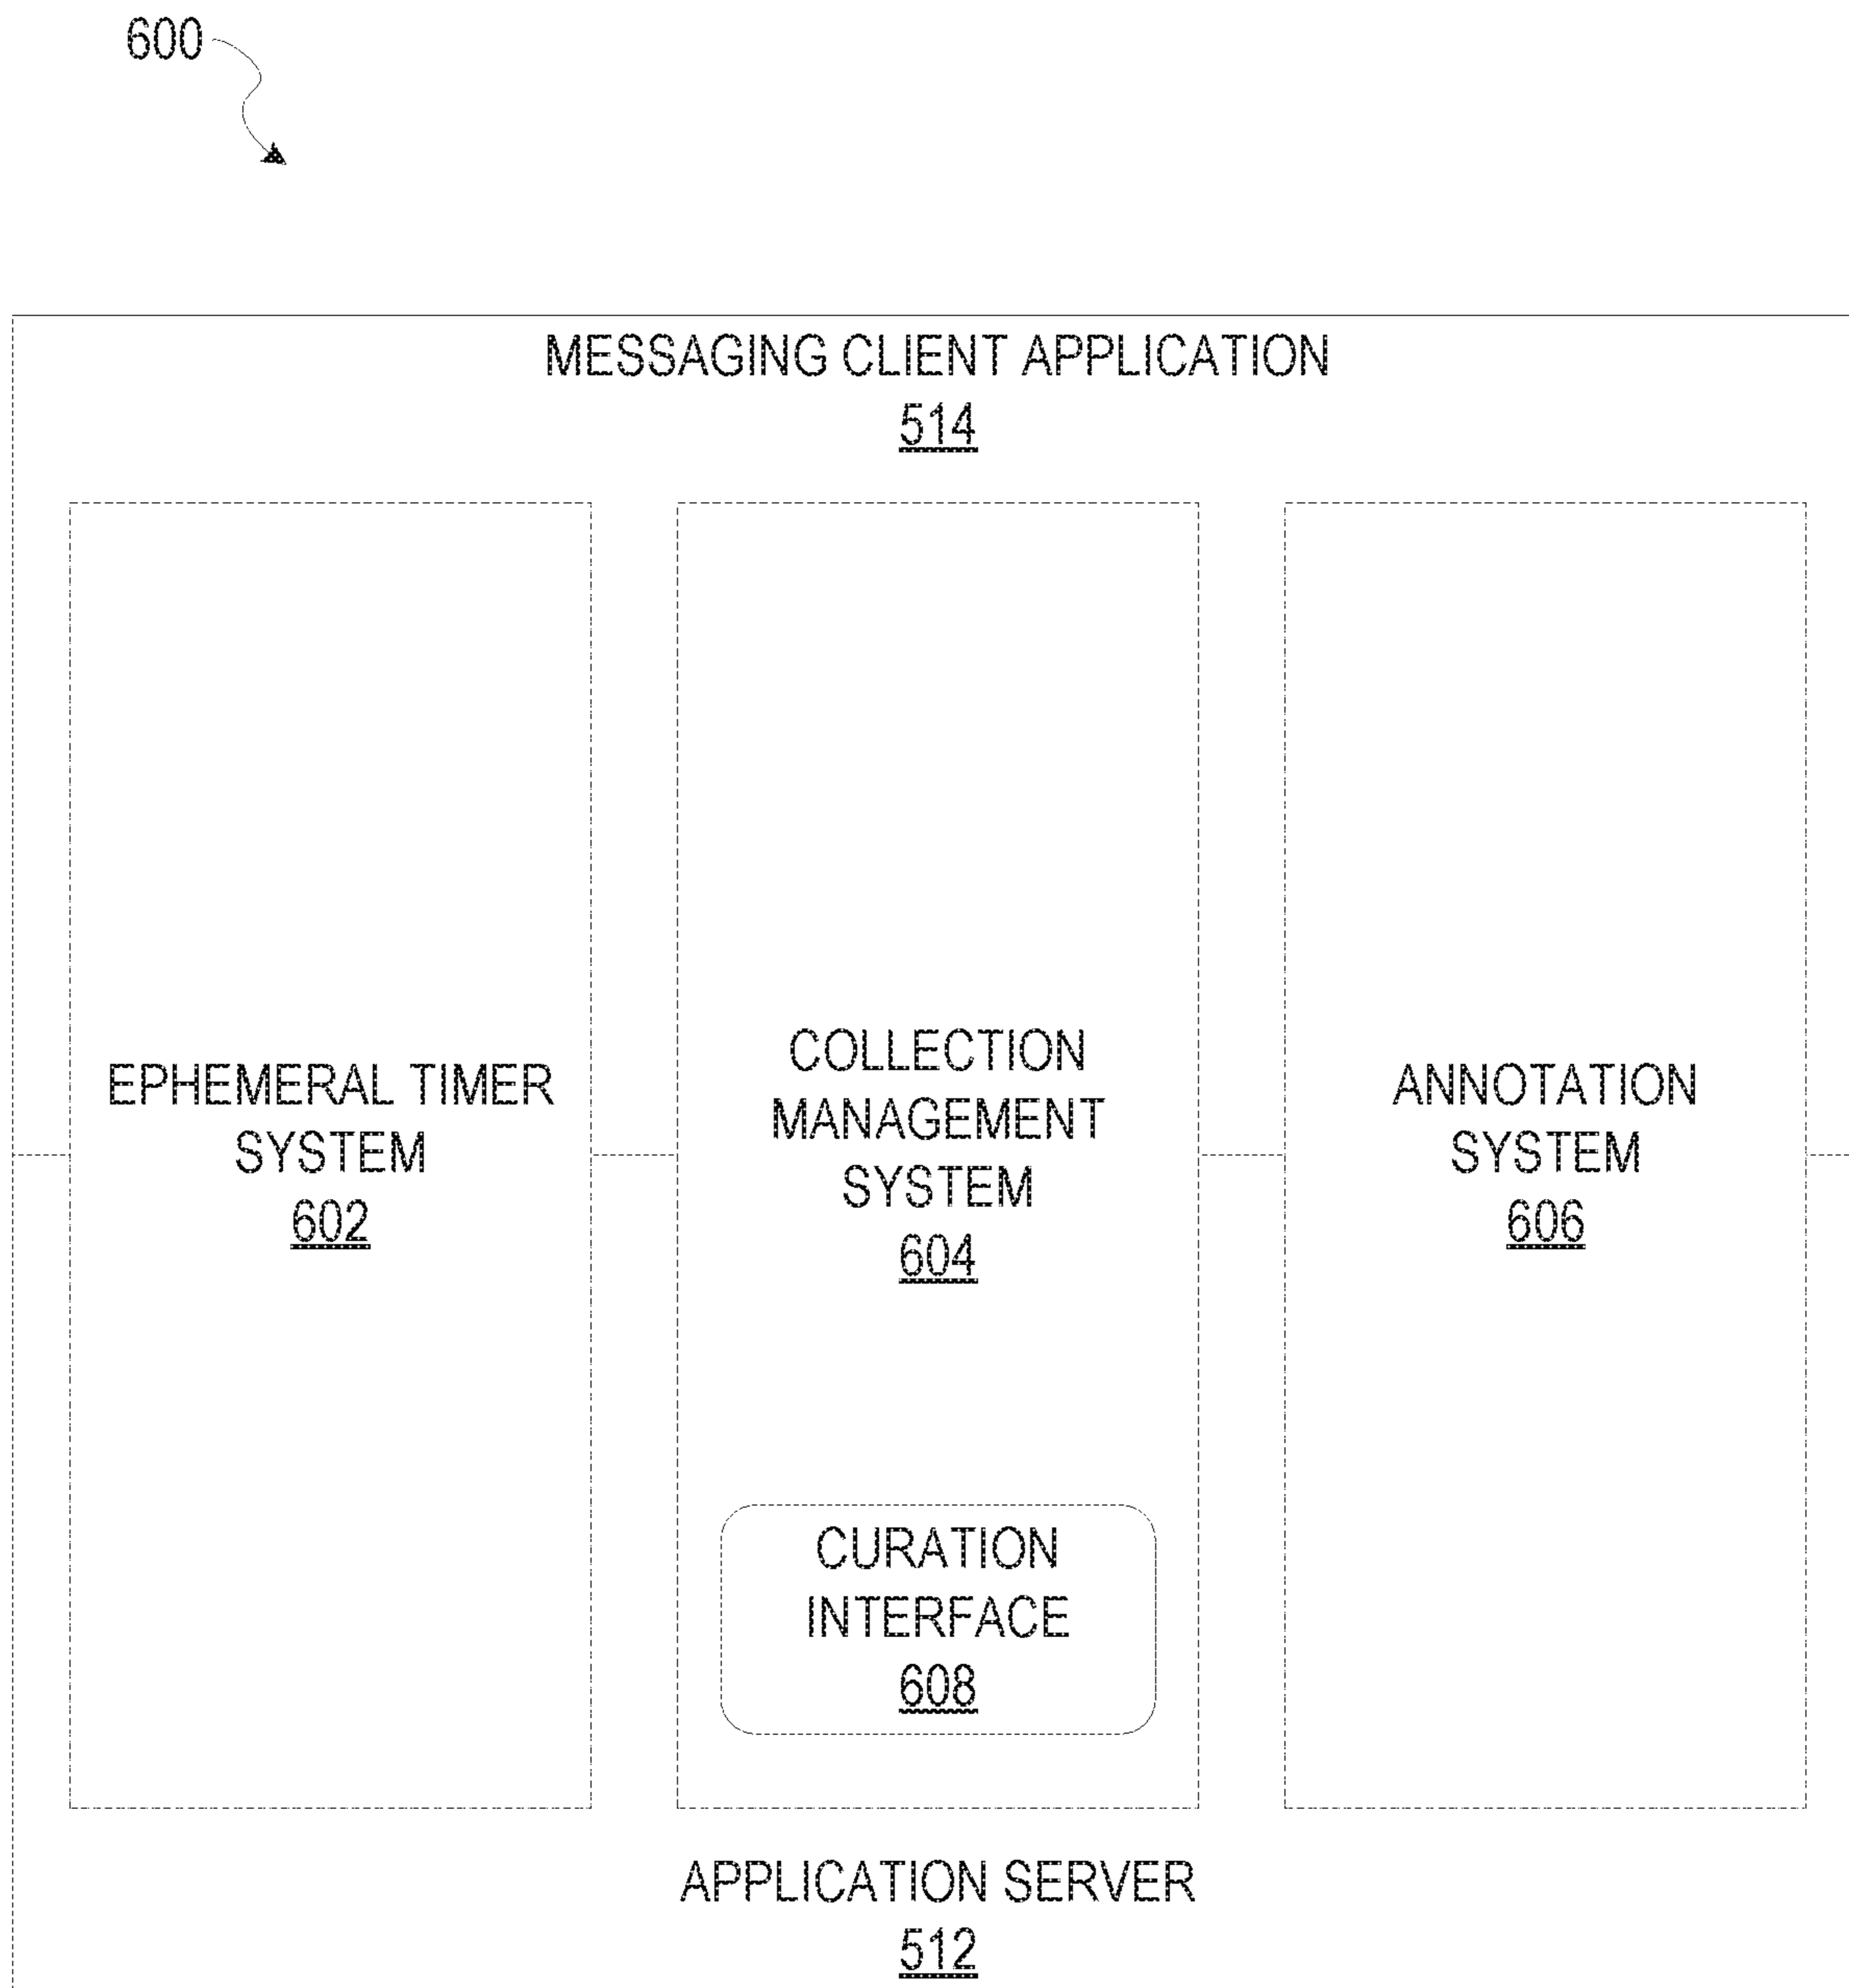 600
MESSAGING CLIENT APPLICATION
514
EPHEMERAL TIMER
SYSTEM
602
COLLECTION
MANAGEMENT
SYSTEM
604
ANNOTATION
SYSTEM
606
CURATION
INTERFACE
608
APPLICATION SERVER
512